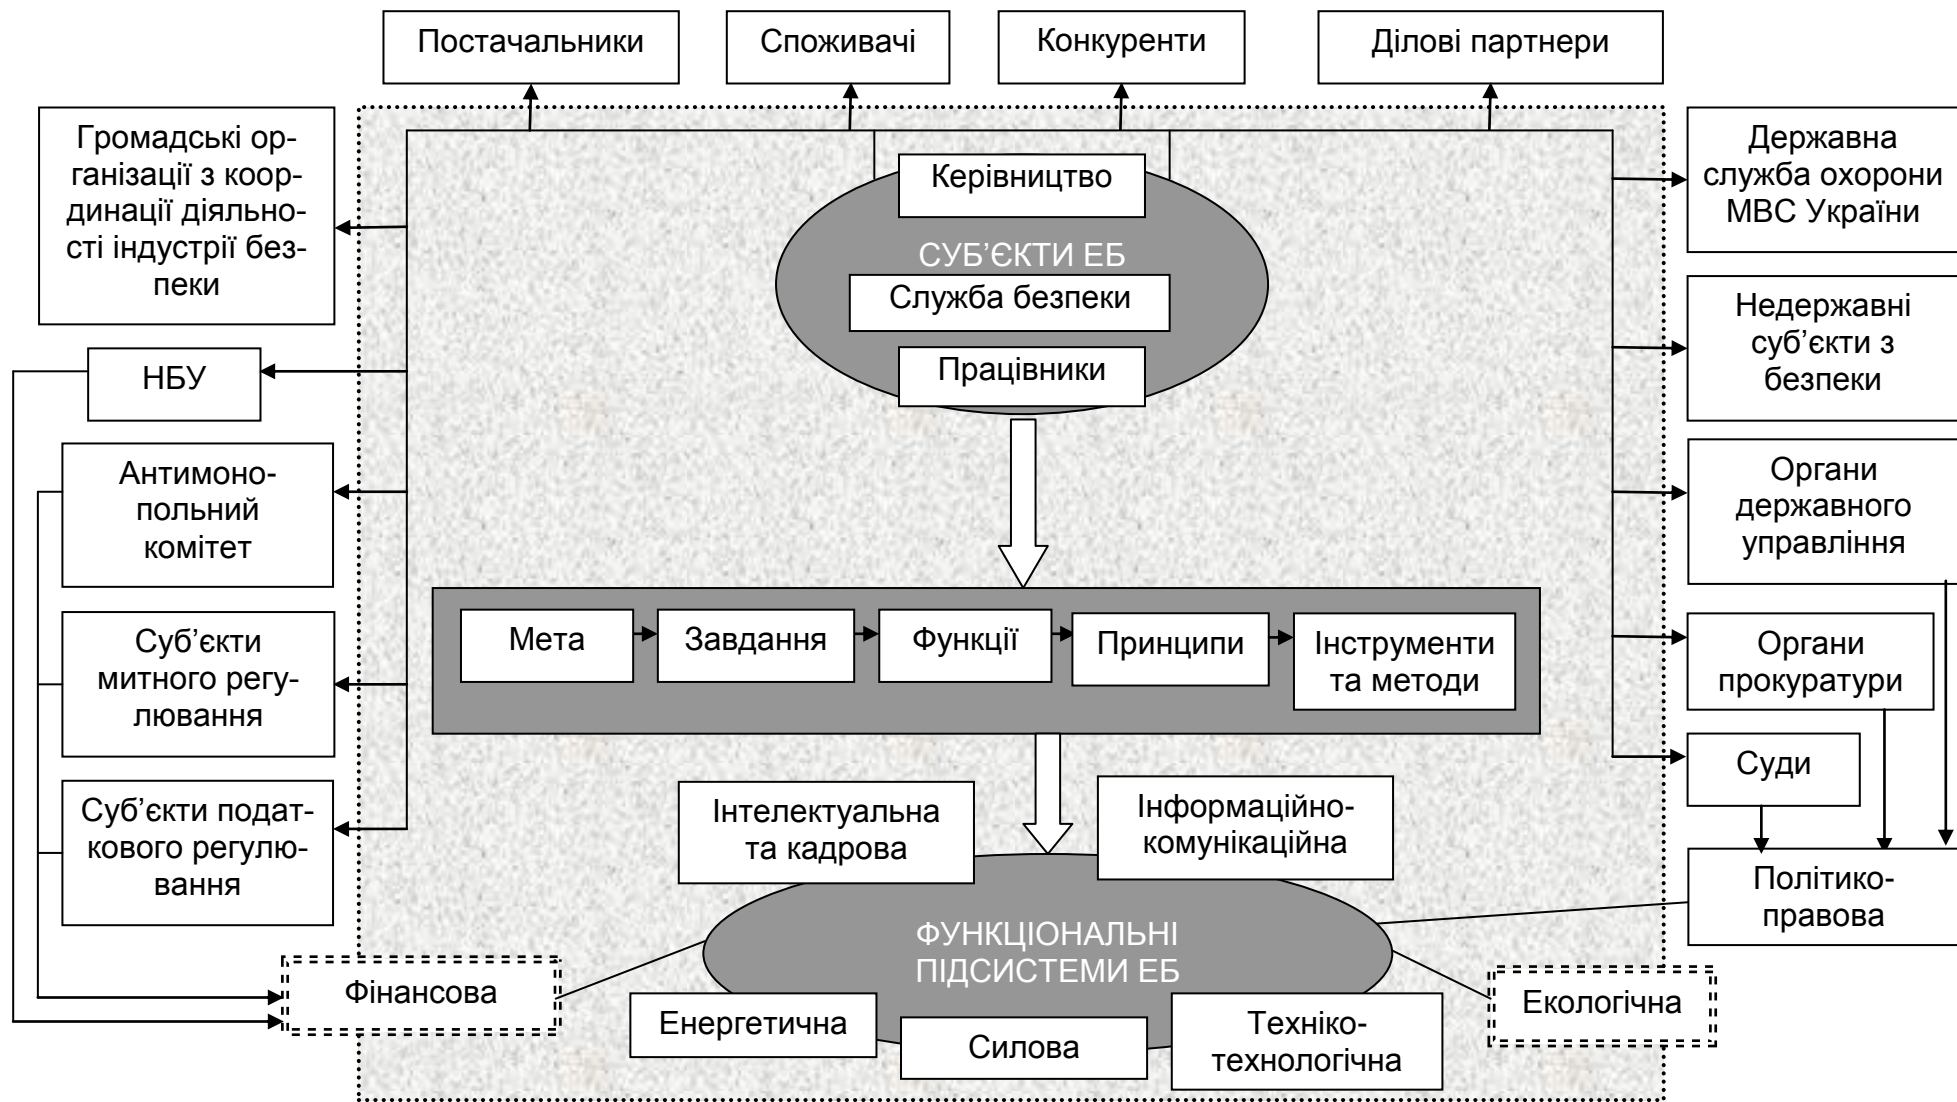 Постачальники
Споживачі
Конкуренти
Ділові партнери
Громадські ор-
ганізації з коор-
динації діяльно-
сті індустрії без-
пеки
НБУ
Антимоно-
польний
комітет
Суб’єкти
митного регу-
лювання
Суб’єкти подат-
кового регулю-
вання
Керівництво
СУБ’ЄКТИ ЕБ
Служба безпеки
Працівники
Мета
Завдання
Функції
Принципи
Інструменти
та методи
Інтелектуальна
та кадрова
Інформаційно-
комунікаційна
ФУНКЦІОНАЛЬНІ
ПІДСИСТЕМИ ЕБ
Фінансова
Енергетична
Силова
Техніко-
технологічна
Екологічна
Державна
служба охорони
МВС України
Недержавні
суб’єкти з
безпеки
Органи
державного
управління
Органи
прокуратури
Суди
Політико-
правова